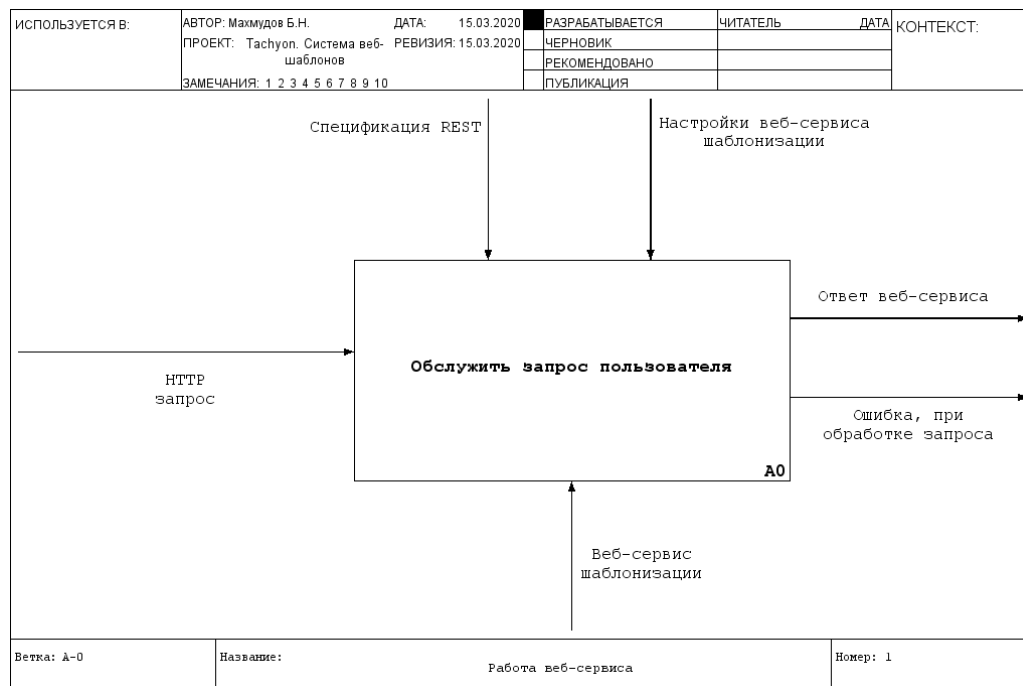 ИСПОЛЬЗУЕТСЯ В:
АВТОР: Махмудов Б.Н.
ДАТА: 15.03.2020
РАЗРАБАТЫВАЕТСЯ
ЧИТАТЕЛЬ
ДАТА
КОНТЕКСТ:
ПРОЕКТ: Tachyon. Система веб-
шаблонов
РЕВИЗИЯ: 15.03.2020
ЧЕРНОВИК
РЕКОМЕНДОВАНО
ЗАМЕЧАНИЯ: 1 2 3 4 5 6 7 8 9 10
ПУБЛИКАЦИЯ
Спецификация REST
Настройки веб-сервиса
шаблонизации
Ответ веб-сервиса
Обслужить запрос пользователя
HTTP
запрос
Ошибка, при
обработке запроса
A0
Веб-сервис
шаблонизации
Ветка: A-0
Название:
Работа веб-сервиса
Номер: 1